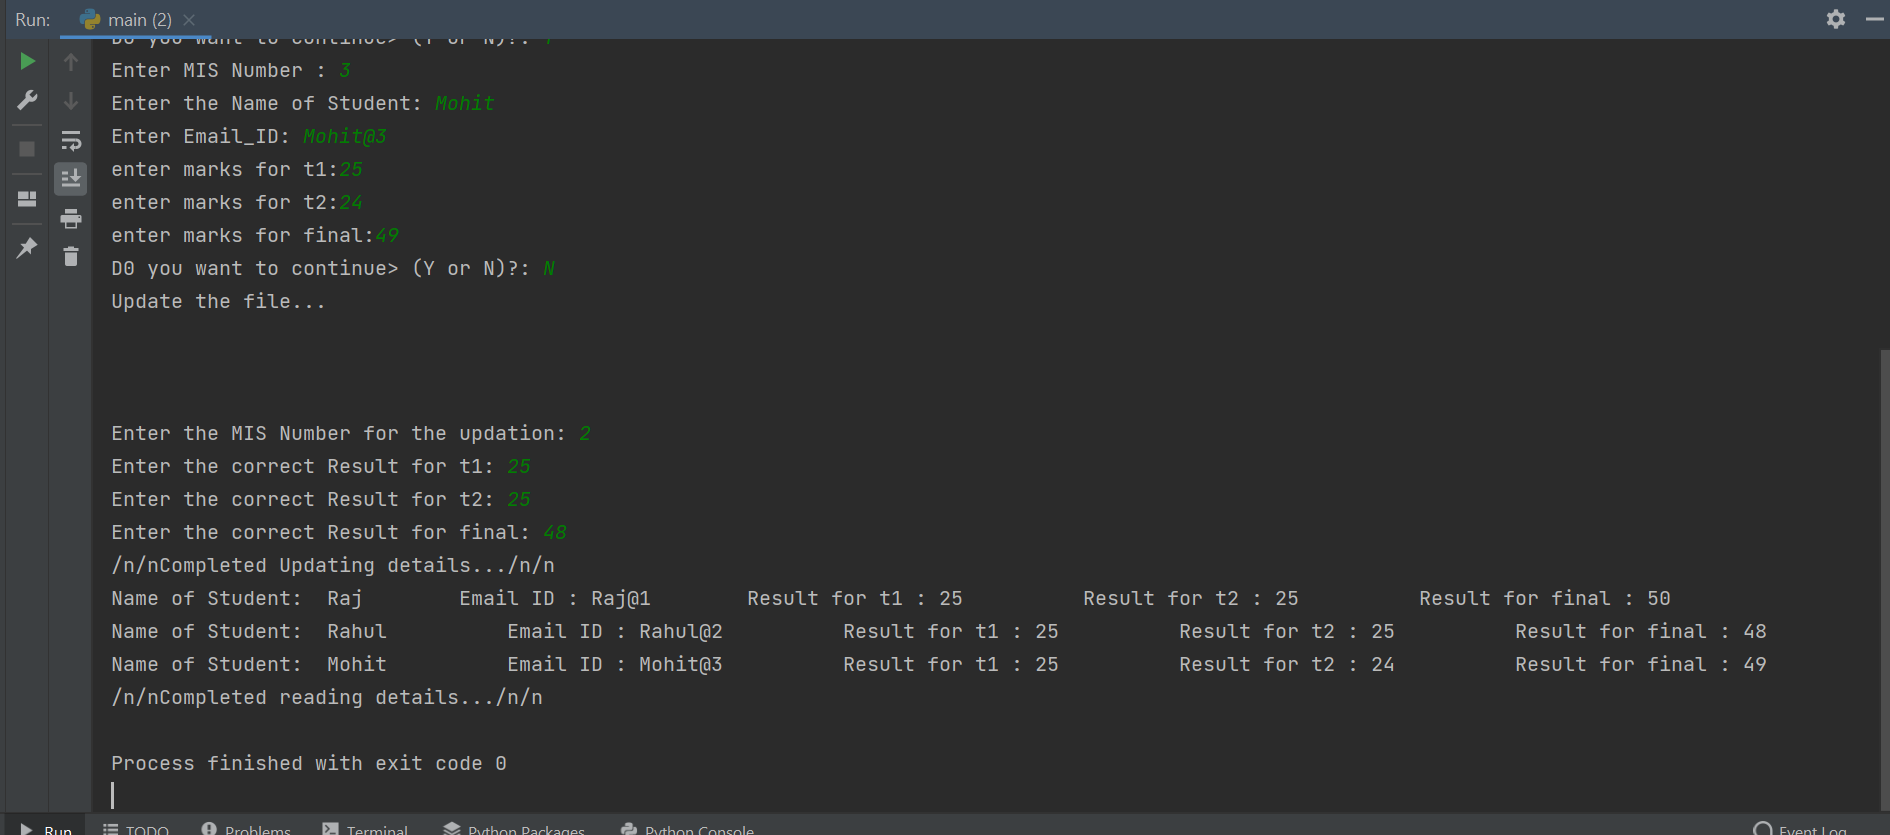 Run: main (2)
Do you want to continue> (Y or N)?: Y
Enter MIS Number : 3
Enter the Name of Student: Mohit
Enter Email_ID: Mohit@3
enter marks for t1:25
enter marks for t2:24
enter marks for final:49
D0 you want to continue> (Y or N)?: N
Update the file...
Enter the MIS Number for the updation: 2
Enter the correct Result for t1: 25
Enter the correct Result for t2: 25
Enter the correct Result for final: 48
/n/nCompleted Updating details.../n/n
Name of Student:  Raj        Email ID : Raj@1        Result for t1 : 25          Result for t2 : 25          Result for final : 50
Name of Student:  Rahul          Email ID : Rahul@2          Result for t1 : 25          Result for t2 : 25          Result for final : 48
Name of Student:  Mohit          Email ID : Mohit@3          Result for t1 : 25          Result for t2 : 24          Result for final : 49
/n/nCompleted reading details.../n/n
Process finished with exit code 0
Run TODO Problems Terminal Python Packages Python Console Event Log